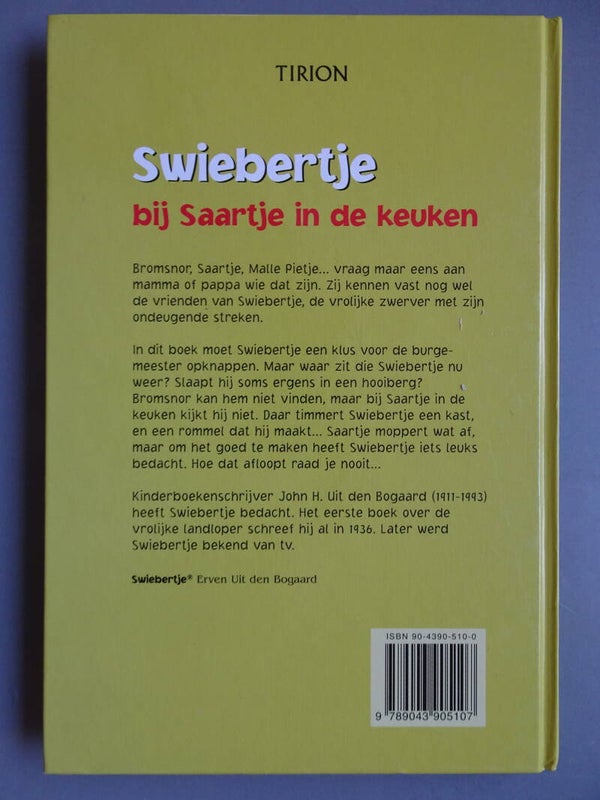 TIRION
Swiebertje
bij Saartje in de keuken
Bromsnor, Saartje, Malle Pietje... vraag maar eens aan
mamma of pappa wie dat zijn. Zij kennen vast nog wel
de vrienden van Swiebertje, de vrolijke zwerver met zijn
ondeugende streken.
In dit boek moet Swiebertje een klus voor de burge-
meester opknappen. Maar waar zit die Swiebertje nu
weer? Slaapt hij soms ergens in een hooiberg?
Bromsnor kan hem niet vinden, maar bij Saartje in de
keuken kijkt hij niet. Daar timmert Swiebertje een kast,
en een rommel dat hij maakt... Saartje moppert wat af,
maar om het goed te maken heeft Swiebertje iets leuks
bedacht. Hoe dat afloopt raad je nooit...
Kinderboekenschrijver John H. Uit den Bogaard (1911-1993)
heeft Swiebertje bedacht. Het eerste boek over de
vrolijke landloper schreef hij al in 1936. Later werd
Swiebertje bekend van tv.
Swiebertje® Erven Uit den Bogaard
ISBN 90-4390-510-0
9 789043 905107